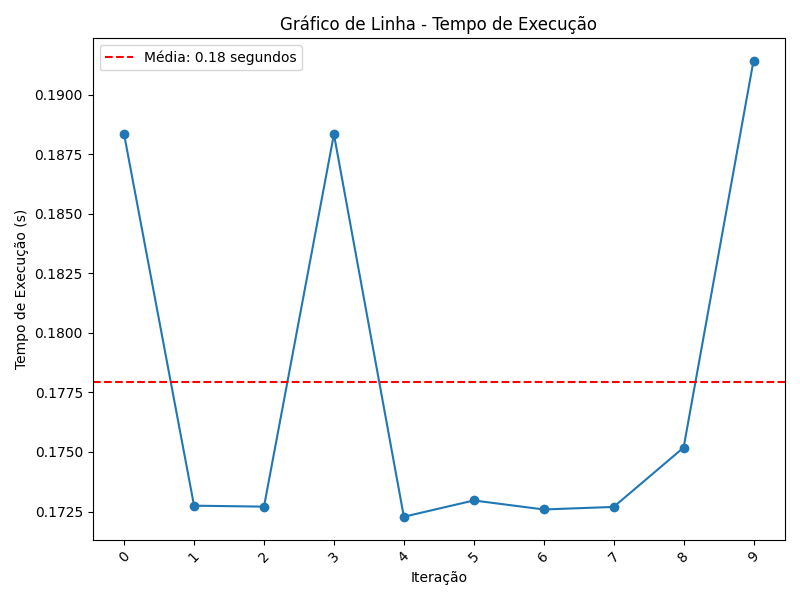 Gráfico de Linha - Tempo de Execução
Média: 0.18 segundos
Tempo de Execução (s)
0.1900
0.1875
0.1850
0.1825
0.1800
0.1775
0.1750
0.1725
0 1 2 3 4 5 6 7 8 9
Iteração